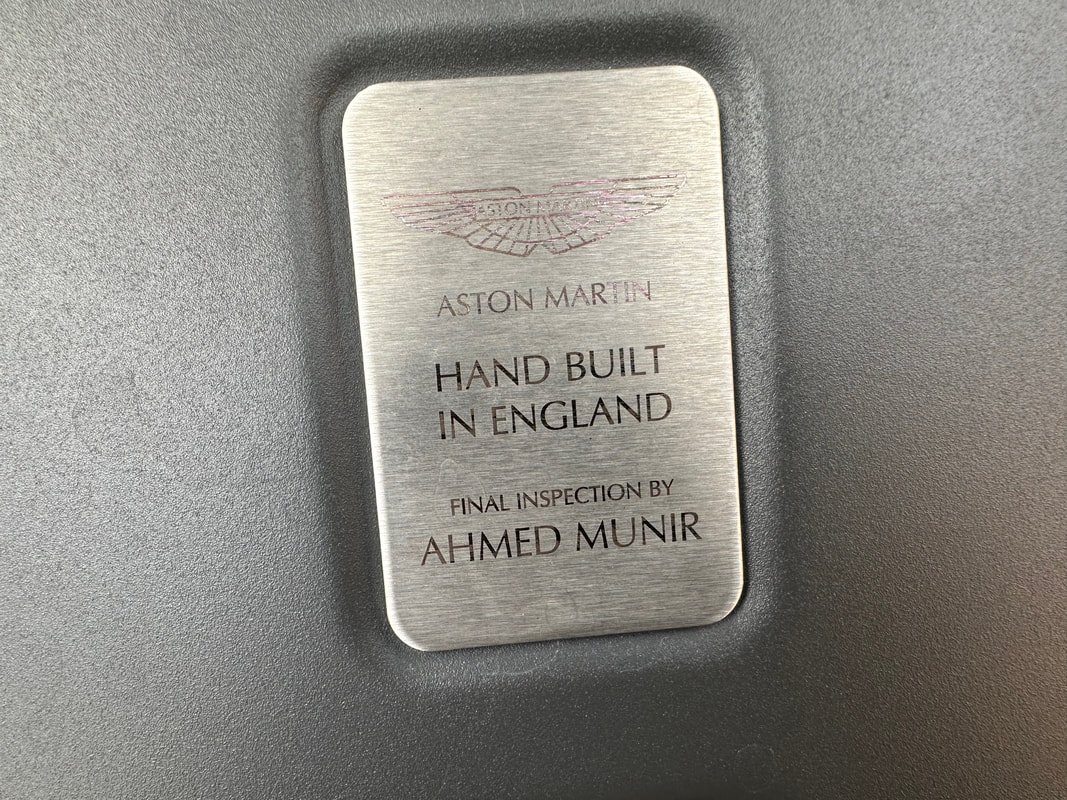 ASTON MARTIN
ASTON MARTIN
HAND BUILT
IN ENGLAND
FINAL INSPECTION BY
AHMED MUNIR